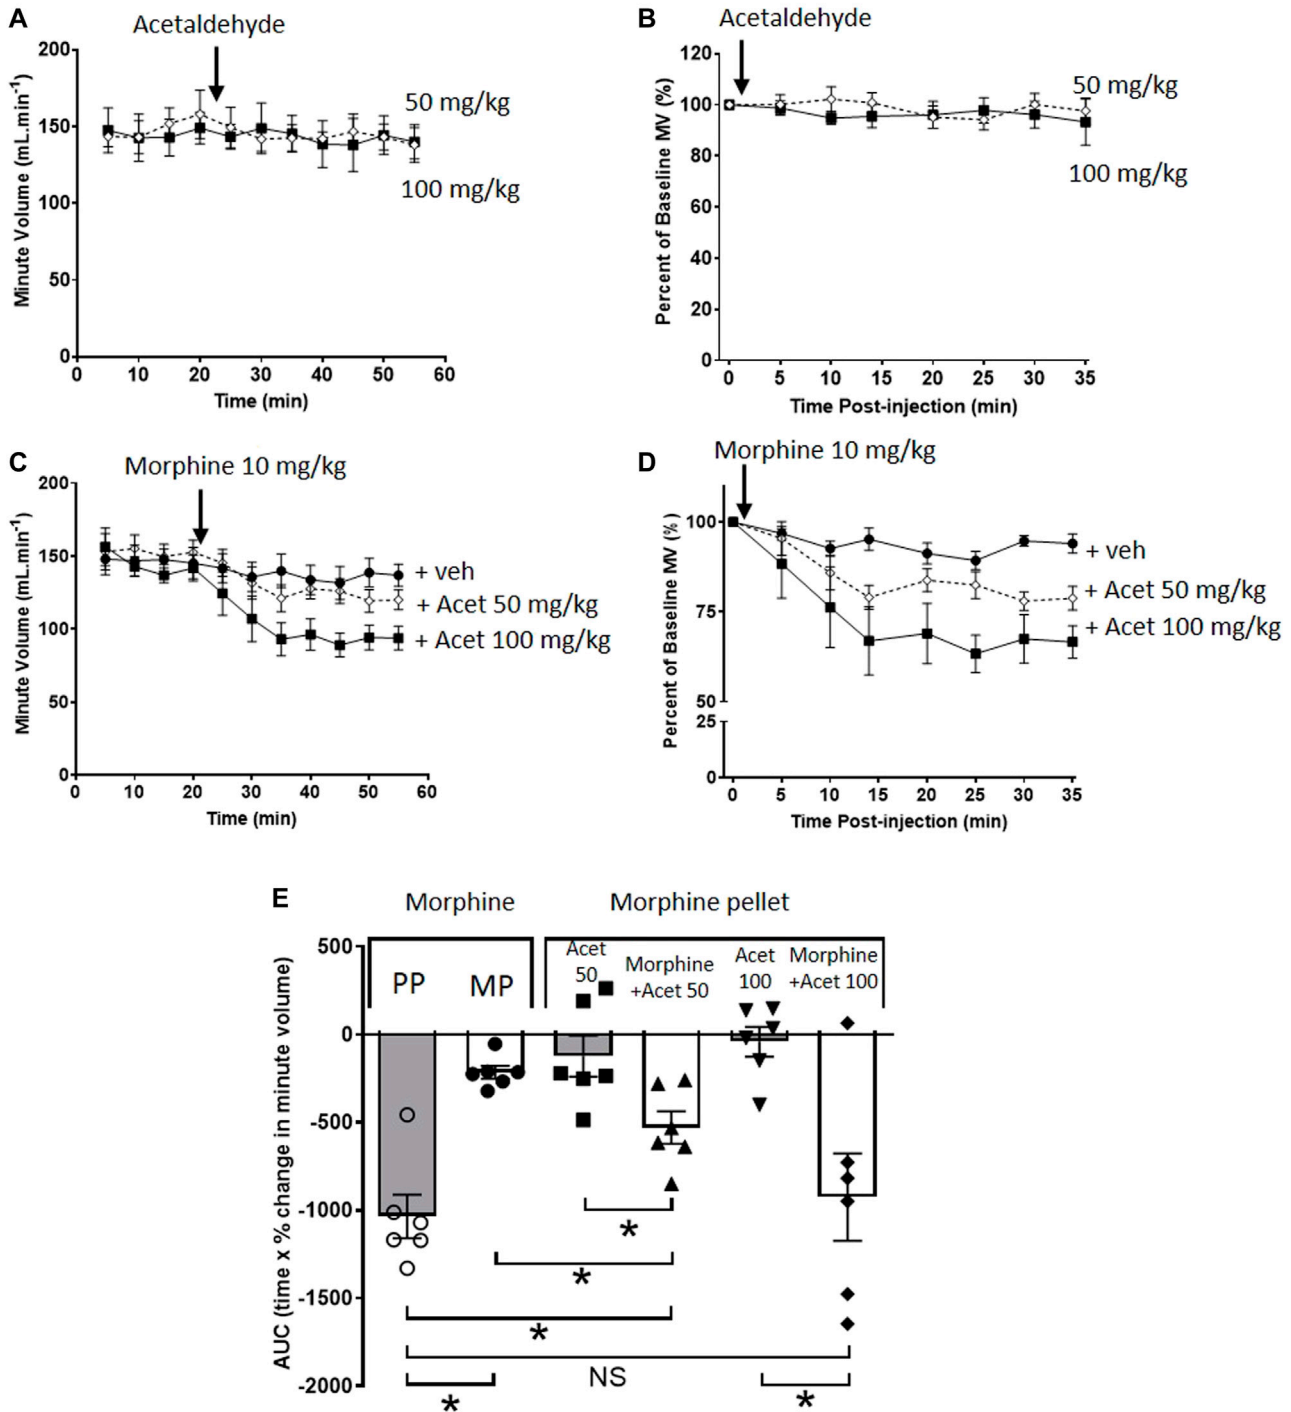 A
Acetaldehyde
Minute Volume (mL.min-1)
200
150
100
50
0
50 mg/kg
100 mg/kg
0 10 20 30 40 50 60
Time (min)
B
Acetaldehyde
Percent of Baseline MV (%)
120
100
80
60
40
20
0
50 mg/kg
100 mg/kg
0 5 10 15 20 25 30 35
Time Post-injection (min)
C
Morphine 10 mg/kg
Minute Volume (mL.min-1)
200
150
100
50
0
+ veh
+ Acet 50 mg/kg
+ Acet 100 mg/kg
0 10 20 30 40 50 60
Time (min)
D
Morphine 10 mg/kg
Percent of Baseline MV (% )
100
75
50
25
0
+ veh
+ Acet 50 mg/kg
+ Acet 100 mg/kg
0 5 10 15 20 25 30 35
Time Post-injection (min)
E
Morphine
Morphine pellet
AUC (time x % change in minute volume)
500
0
-500
-1000
-1500
-2000
PP
MP
Acet
50
Morphine
+Acet 50
Acet
100
Morphine
+Acet 100
*
*
*
NS
*
*